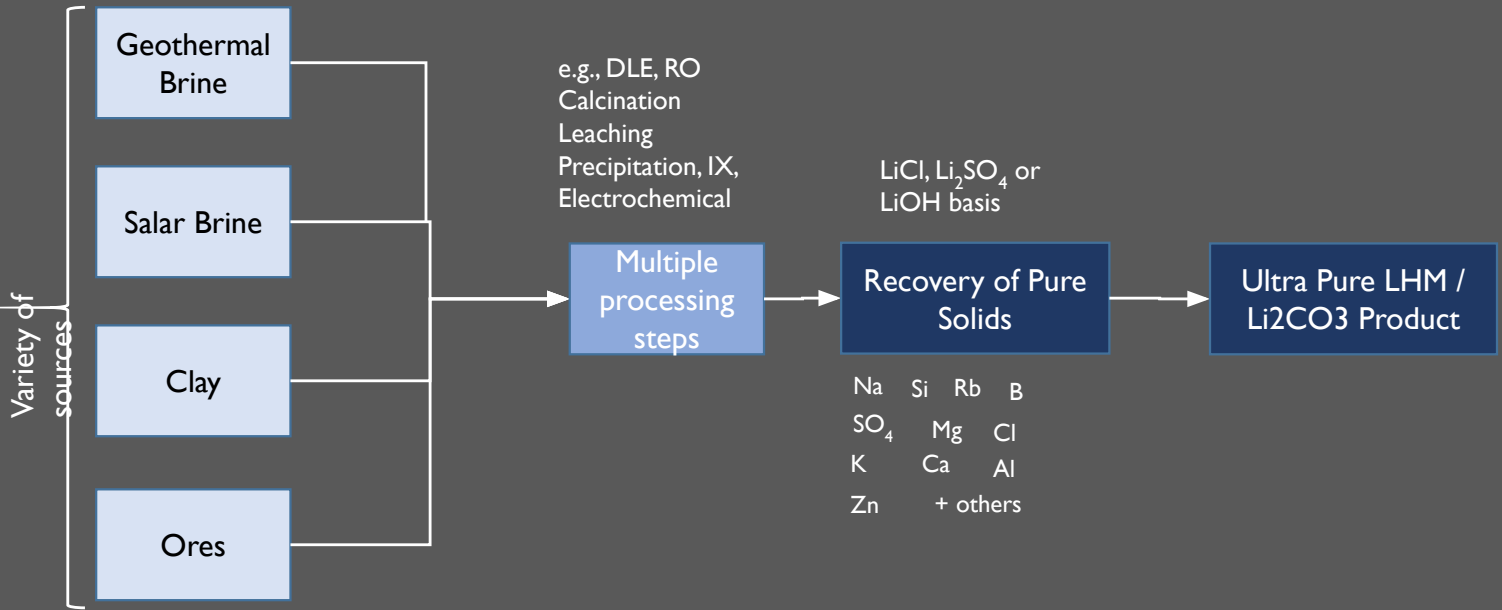 Variety of
sources
Geothermal
Brine
Salar Brine
Clay
Ores
e.g., DLE, RO
Calcination
Leaching
Precipitation, IX,
Electrochemical
Multiple
processing
steps
LiCl, Li₂SO₄ or
LiOH basis
Recovery of Pure
Solids
Na Si Rb B
SO₄ Mg Cl
K Ca Al
Zn + others
Ultra Pure LHM /
Li2CO3 Product